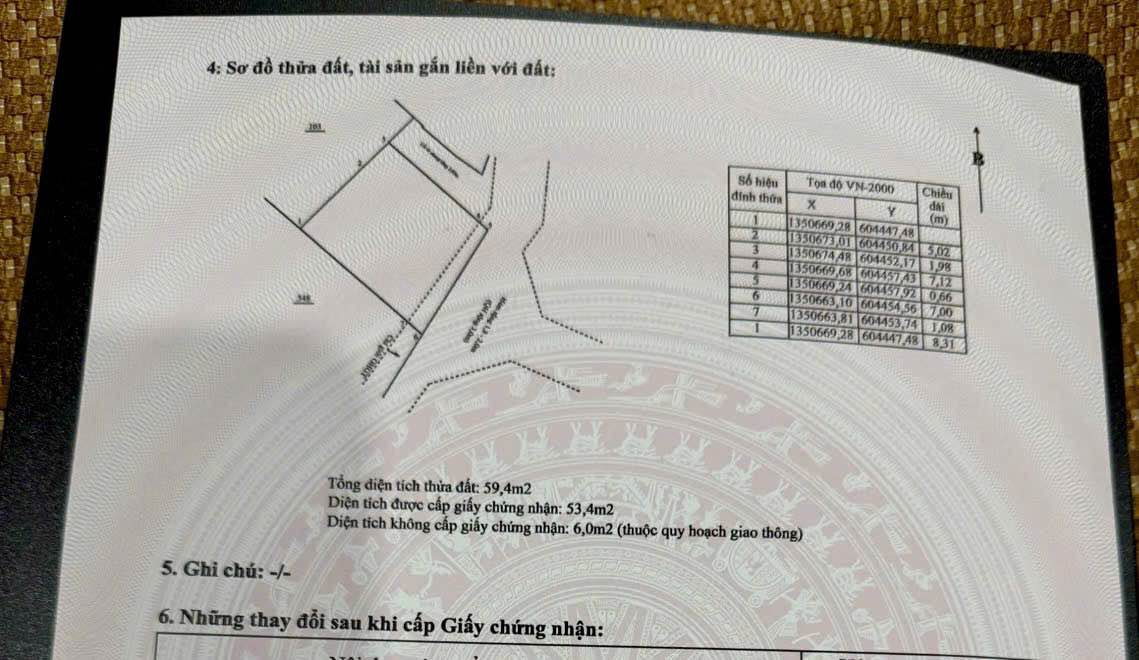 4: Sơ đồ thửa đất, tài sản gắn liền với đất:
203
348
1
2
3
B
Số hiệu đỉnh thửa Tọa độ VN-2000 Chiều dài (m)
X Y
1 1350669,28 604447,48
2 1350673,01 604450,84 5,02
3 1350674,48 604452,17 1,98
4 1350669,68 604457,43 7,12
5 1350669,24 604457,92 0,66
6 1350663,10 604454,56 7,00
7 1350663,81 604453,74 1,08
1 1350669,28 604447,48 8,31
Tổng diện tích thửa đất: 59,4m2
Diện tích được cấp giấy chứng nhận: 53,4m2
Diện tích không cấp giấy chứng nhận: 6,0m2 (thuộc quy hoạch giao thông)
5. Ghi chú: -/-
6. Những thay đổi sau khi cấp Giấy chứng nhận: